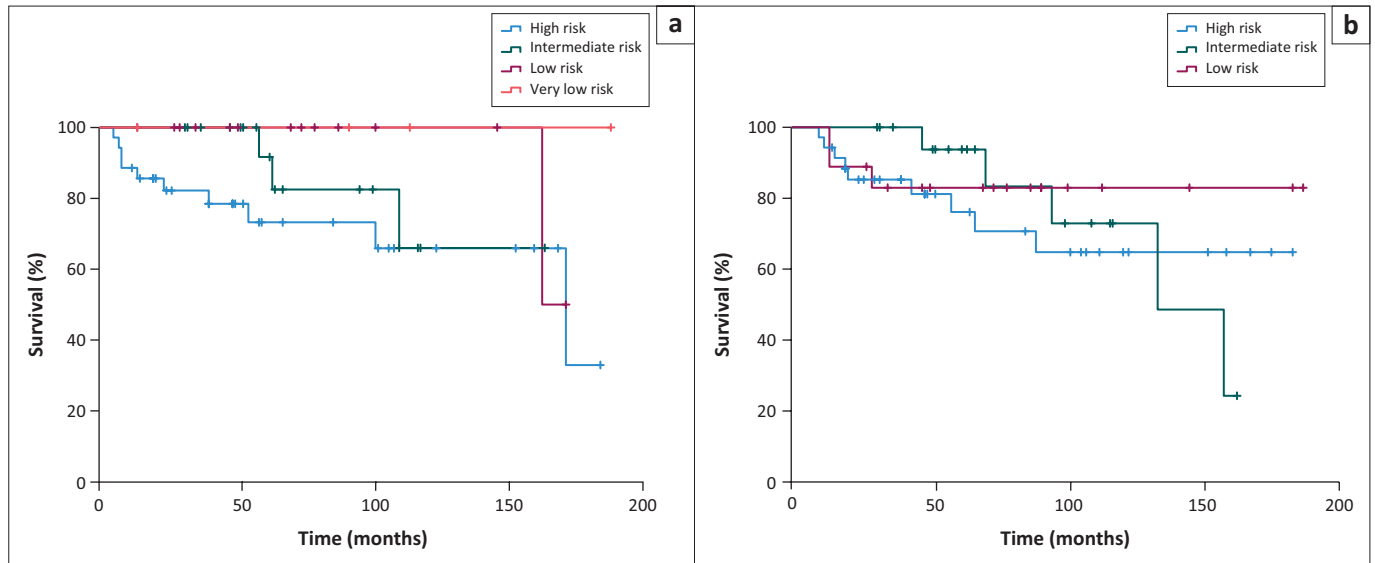 a
High risk
Intermediate risk
Low risk
Very low risk
100
80
60
40
20
0
Survival (%)
0 50 100 150 200
Time (months)
b
High risk
Intermediate risk
Low risk
100
80
60
40
20
0
Survival (%)
0 50 100 150 200
Time (months)